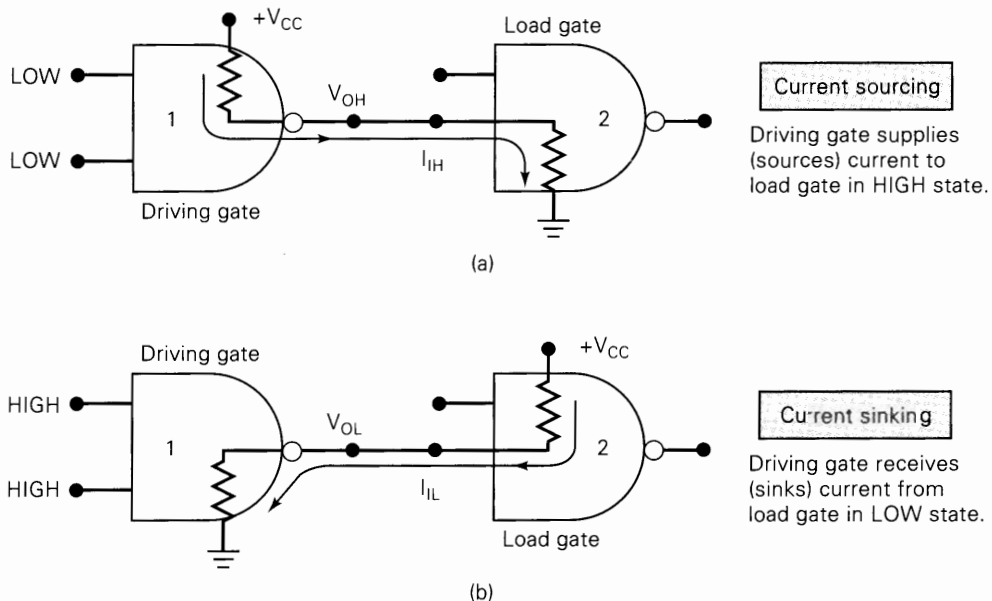 +VCC
Load gate
LOW
VOH
Current sourcing
1
2
Driving gate supplies
(sources) current to
load gate in HIGH state.
LOW
IIH
Driving gate
(a)
Driving gate
+VCC
HIGH
VOL
Current sinking
1
2
Driving gate receives
(sinks) current from
load gate in LOW state.
HIGH
IIL
Load gate
(b)